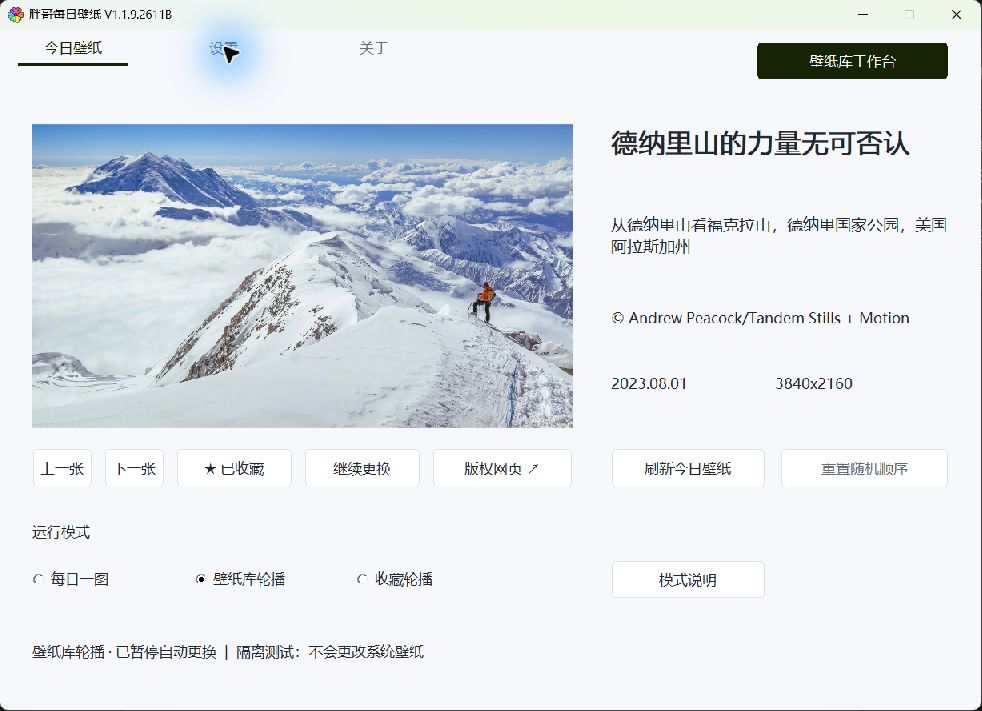 胖哥每日壁纸 V1.1.9.2611B
今日壁纸
设置
关于
壁纸库工作台
德纳里山的力量无可否认
从德纳里山看福克拉山，德纳里国家公园，美国
阿拉斯加州
© Andrew Peacock/Tandem Stills + Motion
2023.08.01
3840x2160
上一张
下一张
★ 已收藏
继续更换
版权网页 ↗
刷新今日壁纸
重置随机顺序
运行模式
每日一图
壁纸库轮播
收藏轮播
模式说明
壁纸库轮播 · 已暂停自动更换 | 隔离测试：不会更改系统壁纸